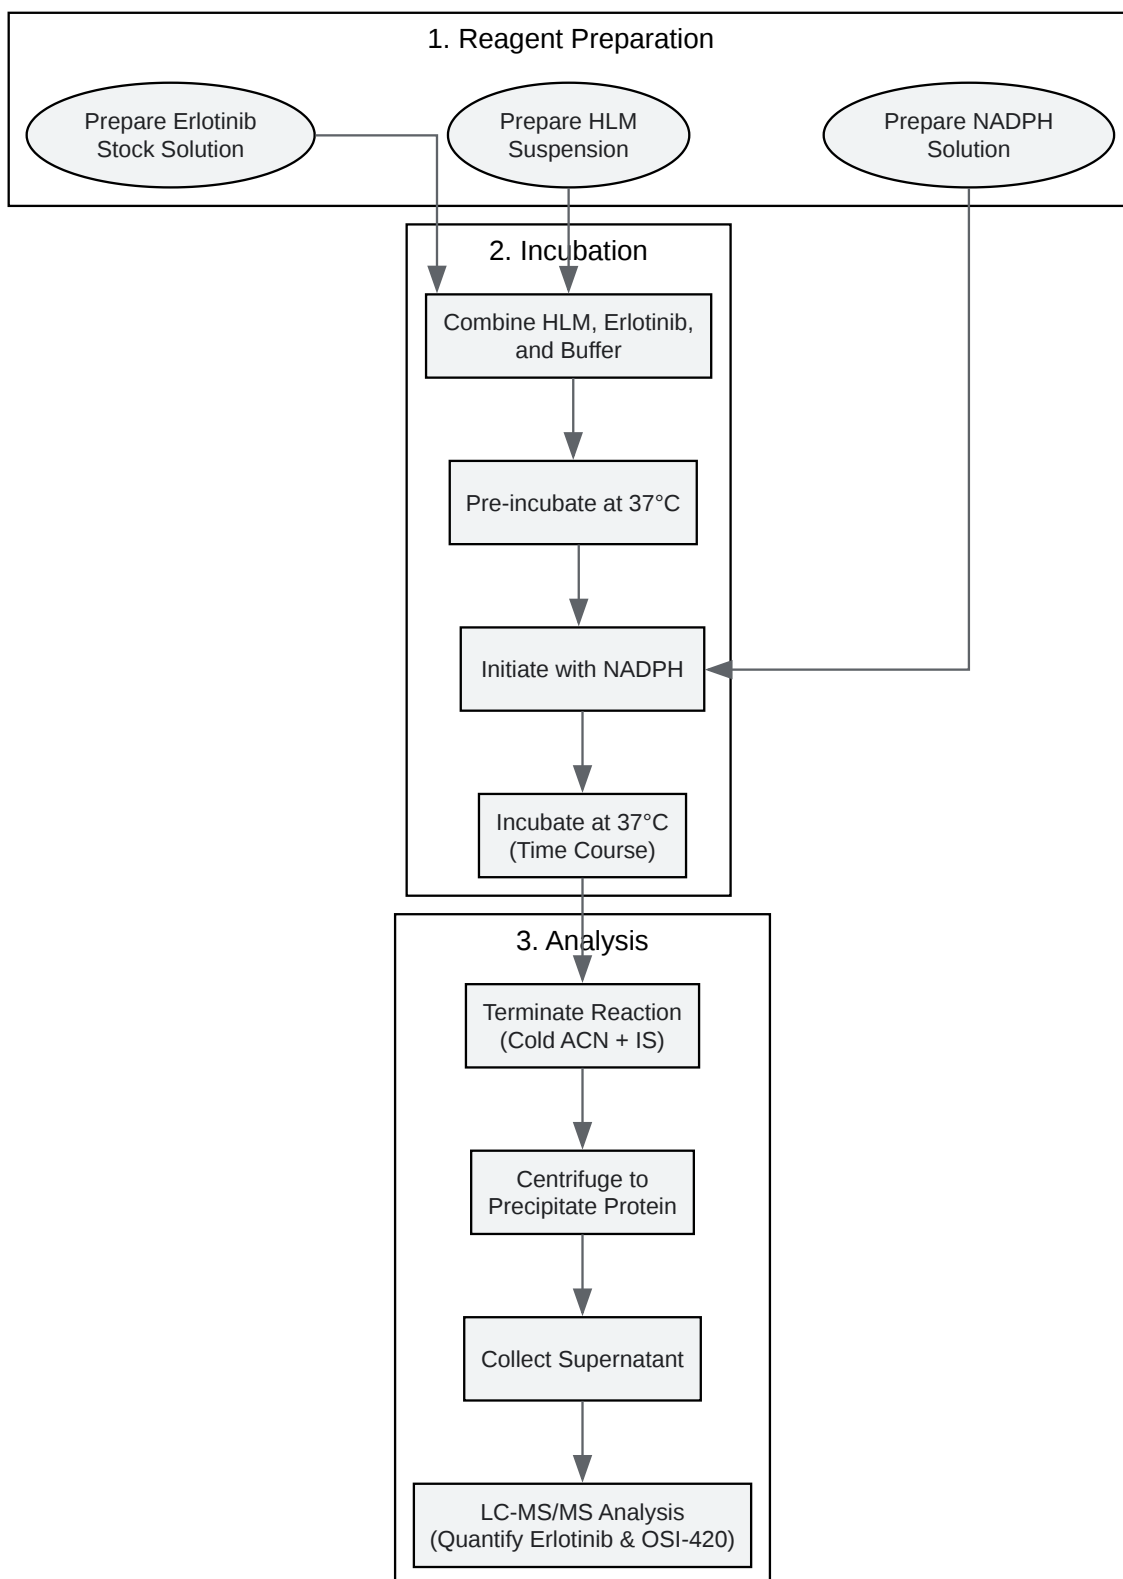 1. Reagent Preparation
Prepare Erlotinib
Stock Solution
Prepare HLM
Suspension
Prepare NADPH
Solution
2. Incubation
Combine HLM, Erlotinib,
and Buffer
Pre-incubate at 37°C
Initiate with NADPH
Incubate at 37°C
(Time Course)
3. Analysis
Terminate Reaction
(Cold ACN + IS)
Centrifuge to
Precipitate Protein
Collect Supernatant
LC-MS/MS Analysis
(Quantify Erlotinib & OSI-420)